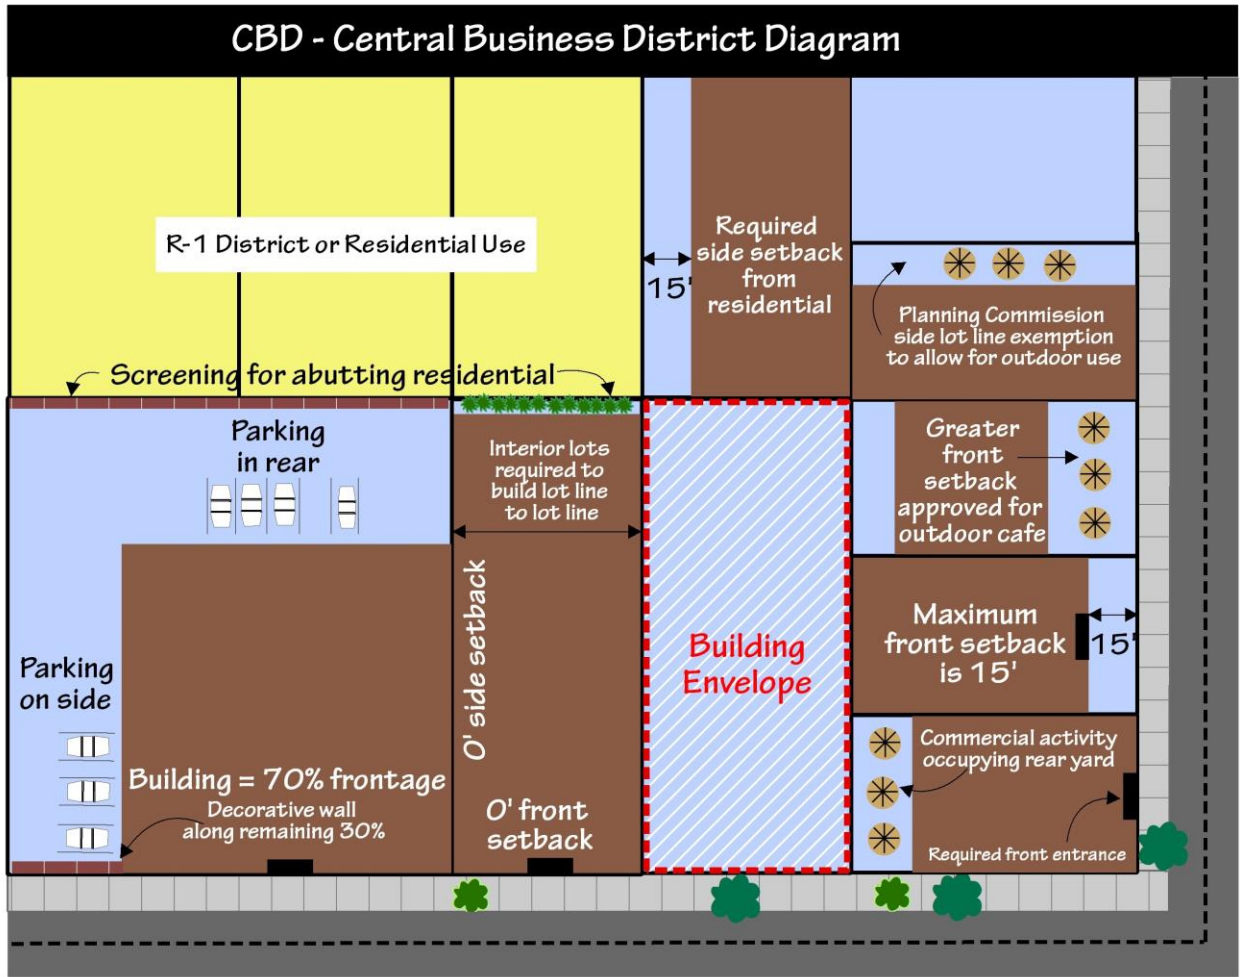 CBD - Central Business District Diagram
R-1 District or Residential Use
15'
Required
side setback
from
residential
Planning Commission
side lot line exemption
to allow for outdoor use
Screening for abutting residential
Parking
in rear
Interior lots
required to
build lot line
to lot line
Greater
front
setback
approved for
outdoor cafe
O' side setback
Building
Envelope
Maximum
front setback
is 15'
15'
Parking
on side
Building = 70% frontage
Decorative wall
along remaining 30%
O' front
setback
Commercial activity
occupying rear yard
Required front entrance